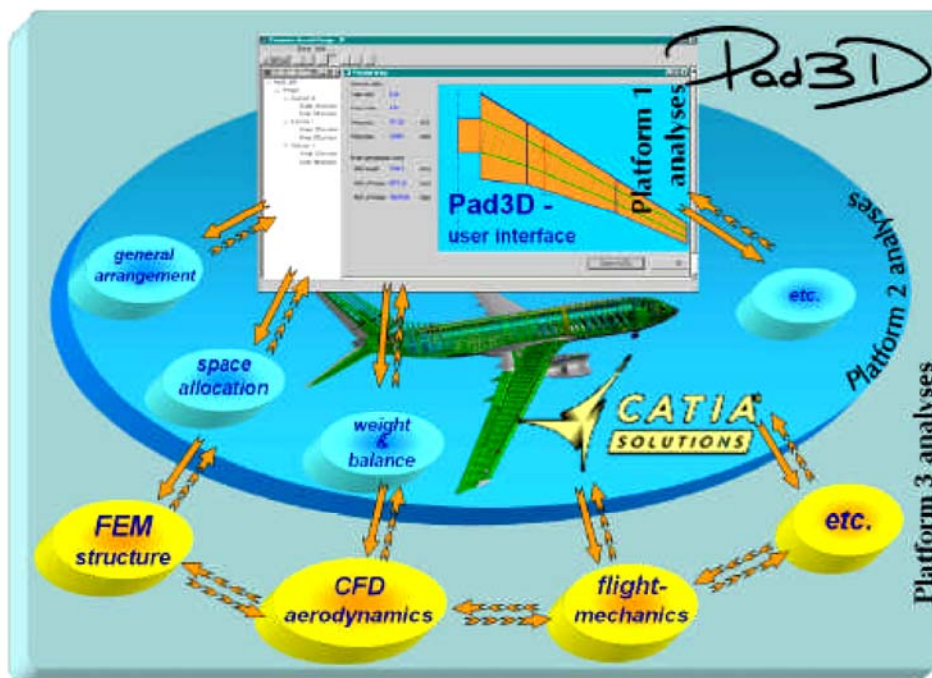 Pad3D
Platform 1
analyses
Pad3D -
user interface
Platform 2 analyses
Platform 3 analyses
general
arrangement
etc.
space
allocation
weight
&
balance
CATIA
SOLUTIONS
FEM
structure
CFD
aerodynamics
flight-
mechanics
etc.